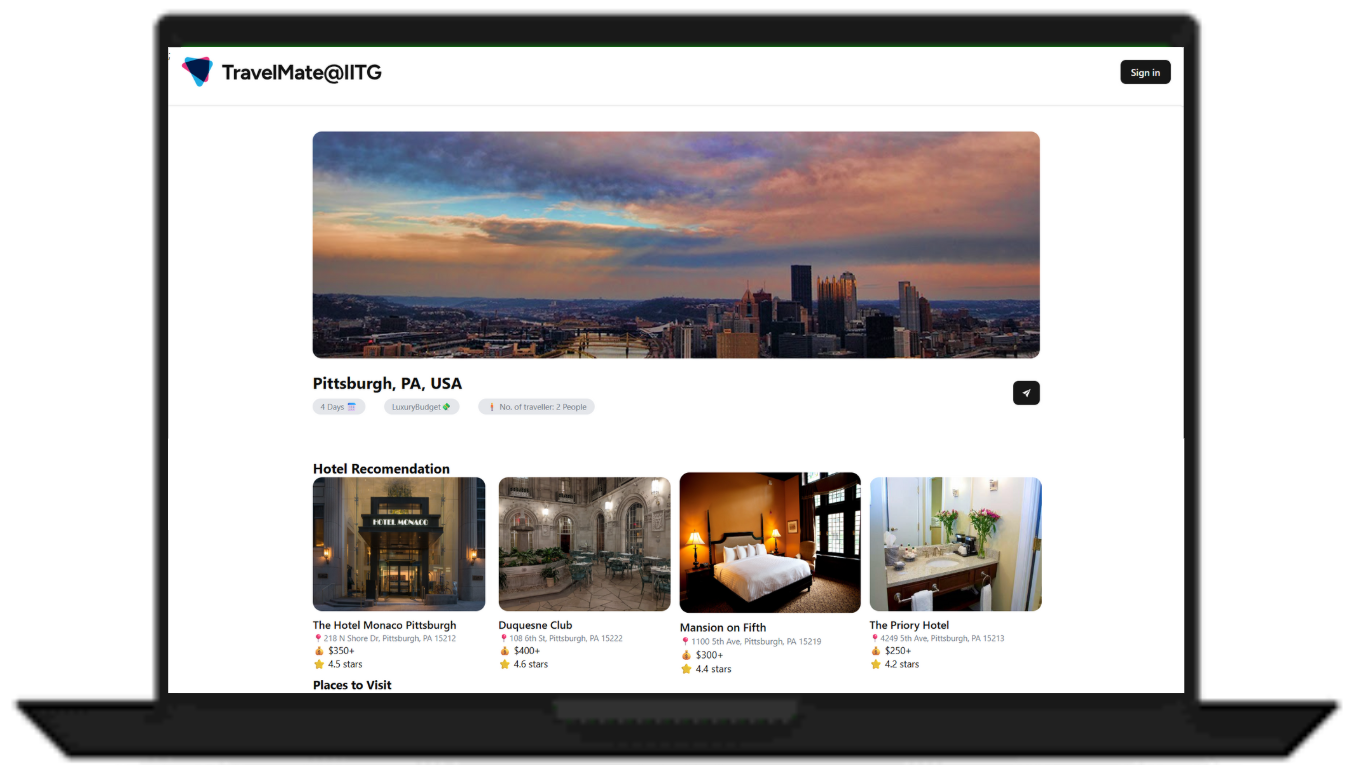 ;
TravelMate@IITG
Sign in
Pittsburgh, PA, USA
4 Days
LuxuryBudget
No. of traveller: 2 People
Hotel Recomendation
HOTEL MONACO
The Hotel Monaco Pittsburgh
218 N Shore Dr, Pittsburgh, PA 15212
$350+
4.5 stars
Duquesne Club
108 6th St, Pittsburgh, PA 15222
$400+
4.6 stars
Mansion on Fifth
1100 5th Ave, Pittsburgh, PA 15219
$300+
4.4 stars
The Priory Hotel
4249 5th Ave, Pittsburgh, PA 15213
$250+
4.2 stars
Places to Visit